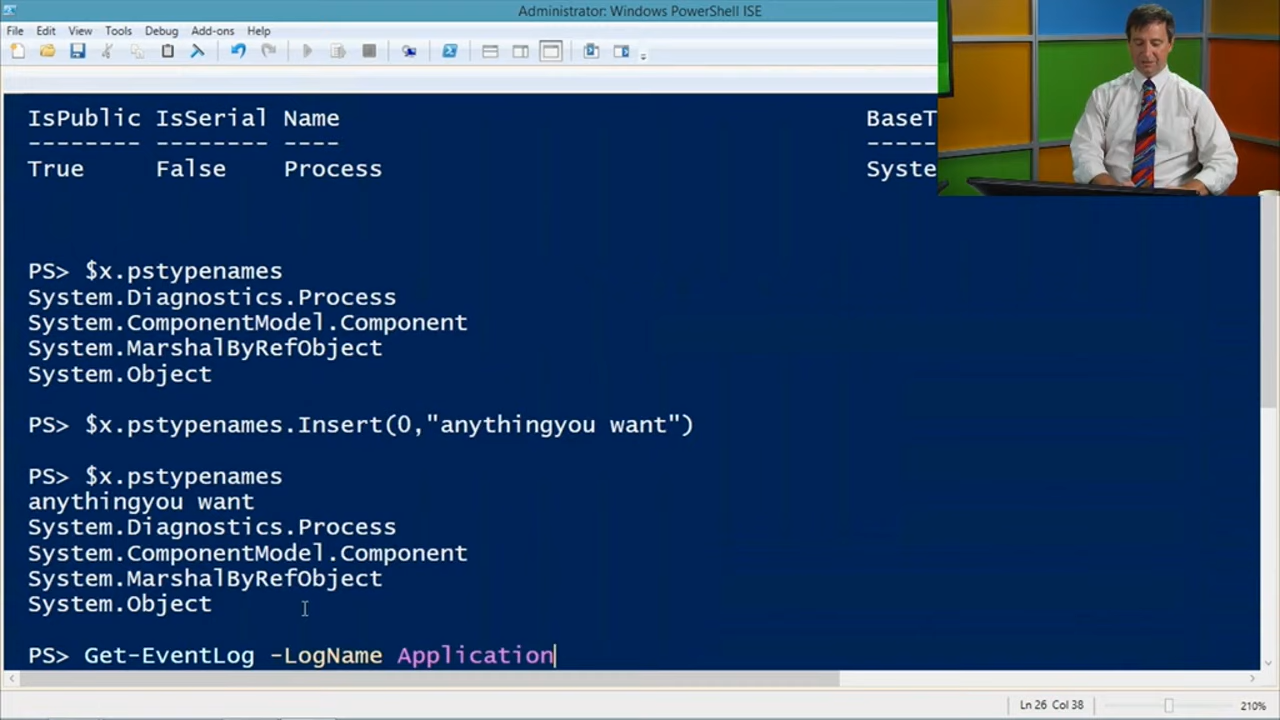 Administrator: Windows PowerShell ISE
File Edit View Tools Debug Add-ons Help
IsPublic IsSerial Name BaseT
-------- -------- ---- -----
True False Process Syste
PS> $x.pstypenames
System.Diagnostics.Process
System.ComponentModel.Component
System.MarshalByRefObject
System.Object
PS> $x.pstypenames.Insert(0,"anythingyou want")
PS> $x.pstypenames
anythingyou want
System.Diagnostics.Process
System.ComponentModel.Component
System.MarshalByRefObject
System.Object
PS> Get-EventLog -LogName Application
Ln 26 Col 38 210%